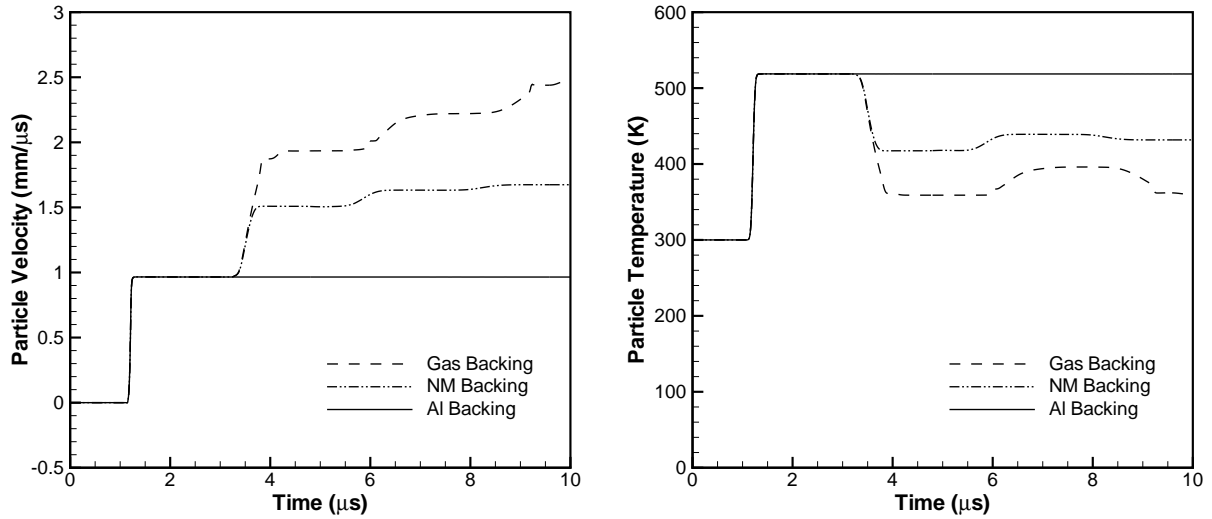 3
2.5
2
1.5
1
0.5
0
-0.5
Particle Velocity (mm/μs)
Gas Backing
NM Backing
Al Backing
0 2 4 6 8 10
Time (μs)
600
500
400
300
200
100
0
Particle Temperature (K)
Gas Backing
NM Backing
Al Backing
0 2 4 6 8 10
Time (μs)